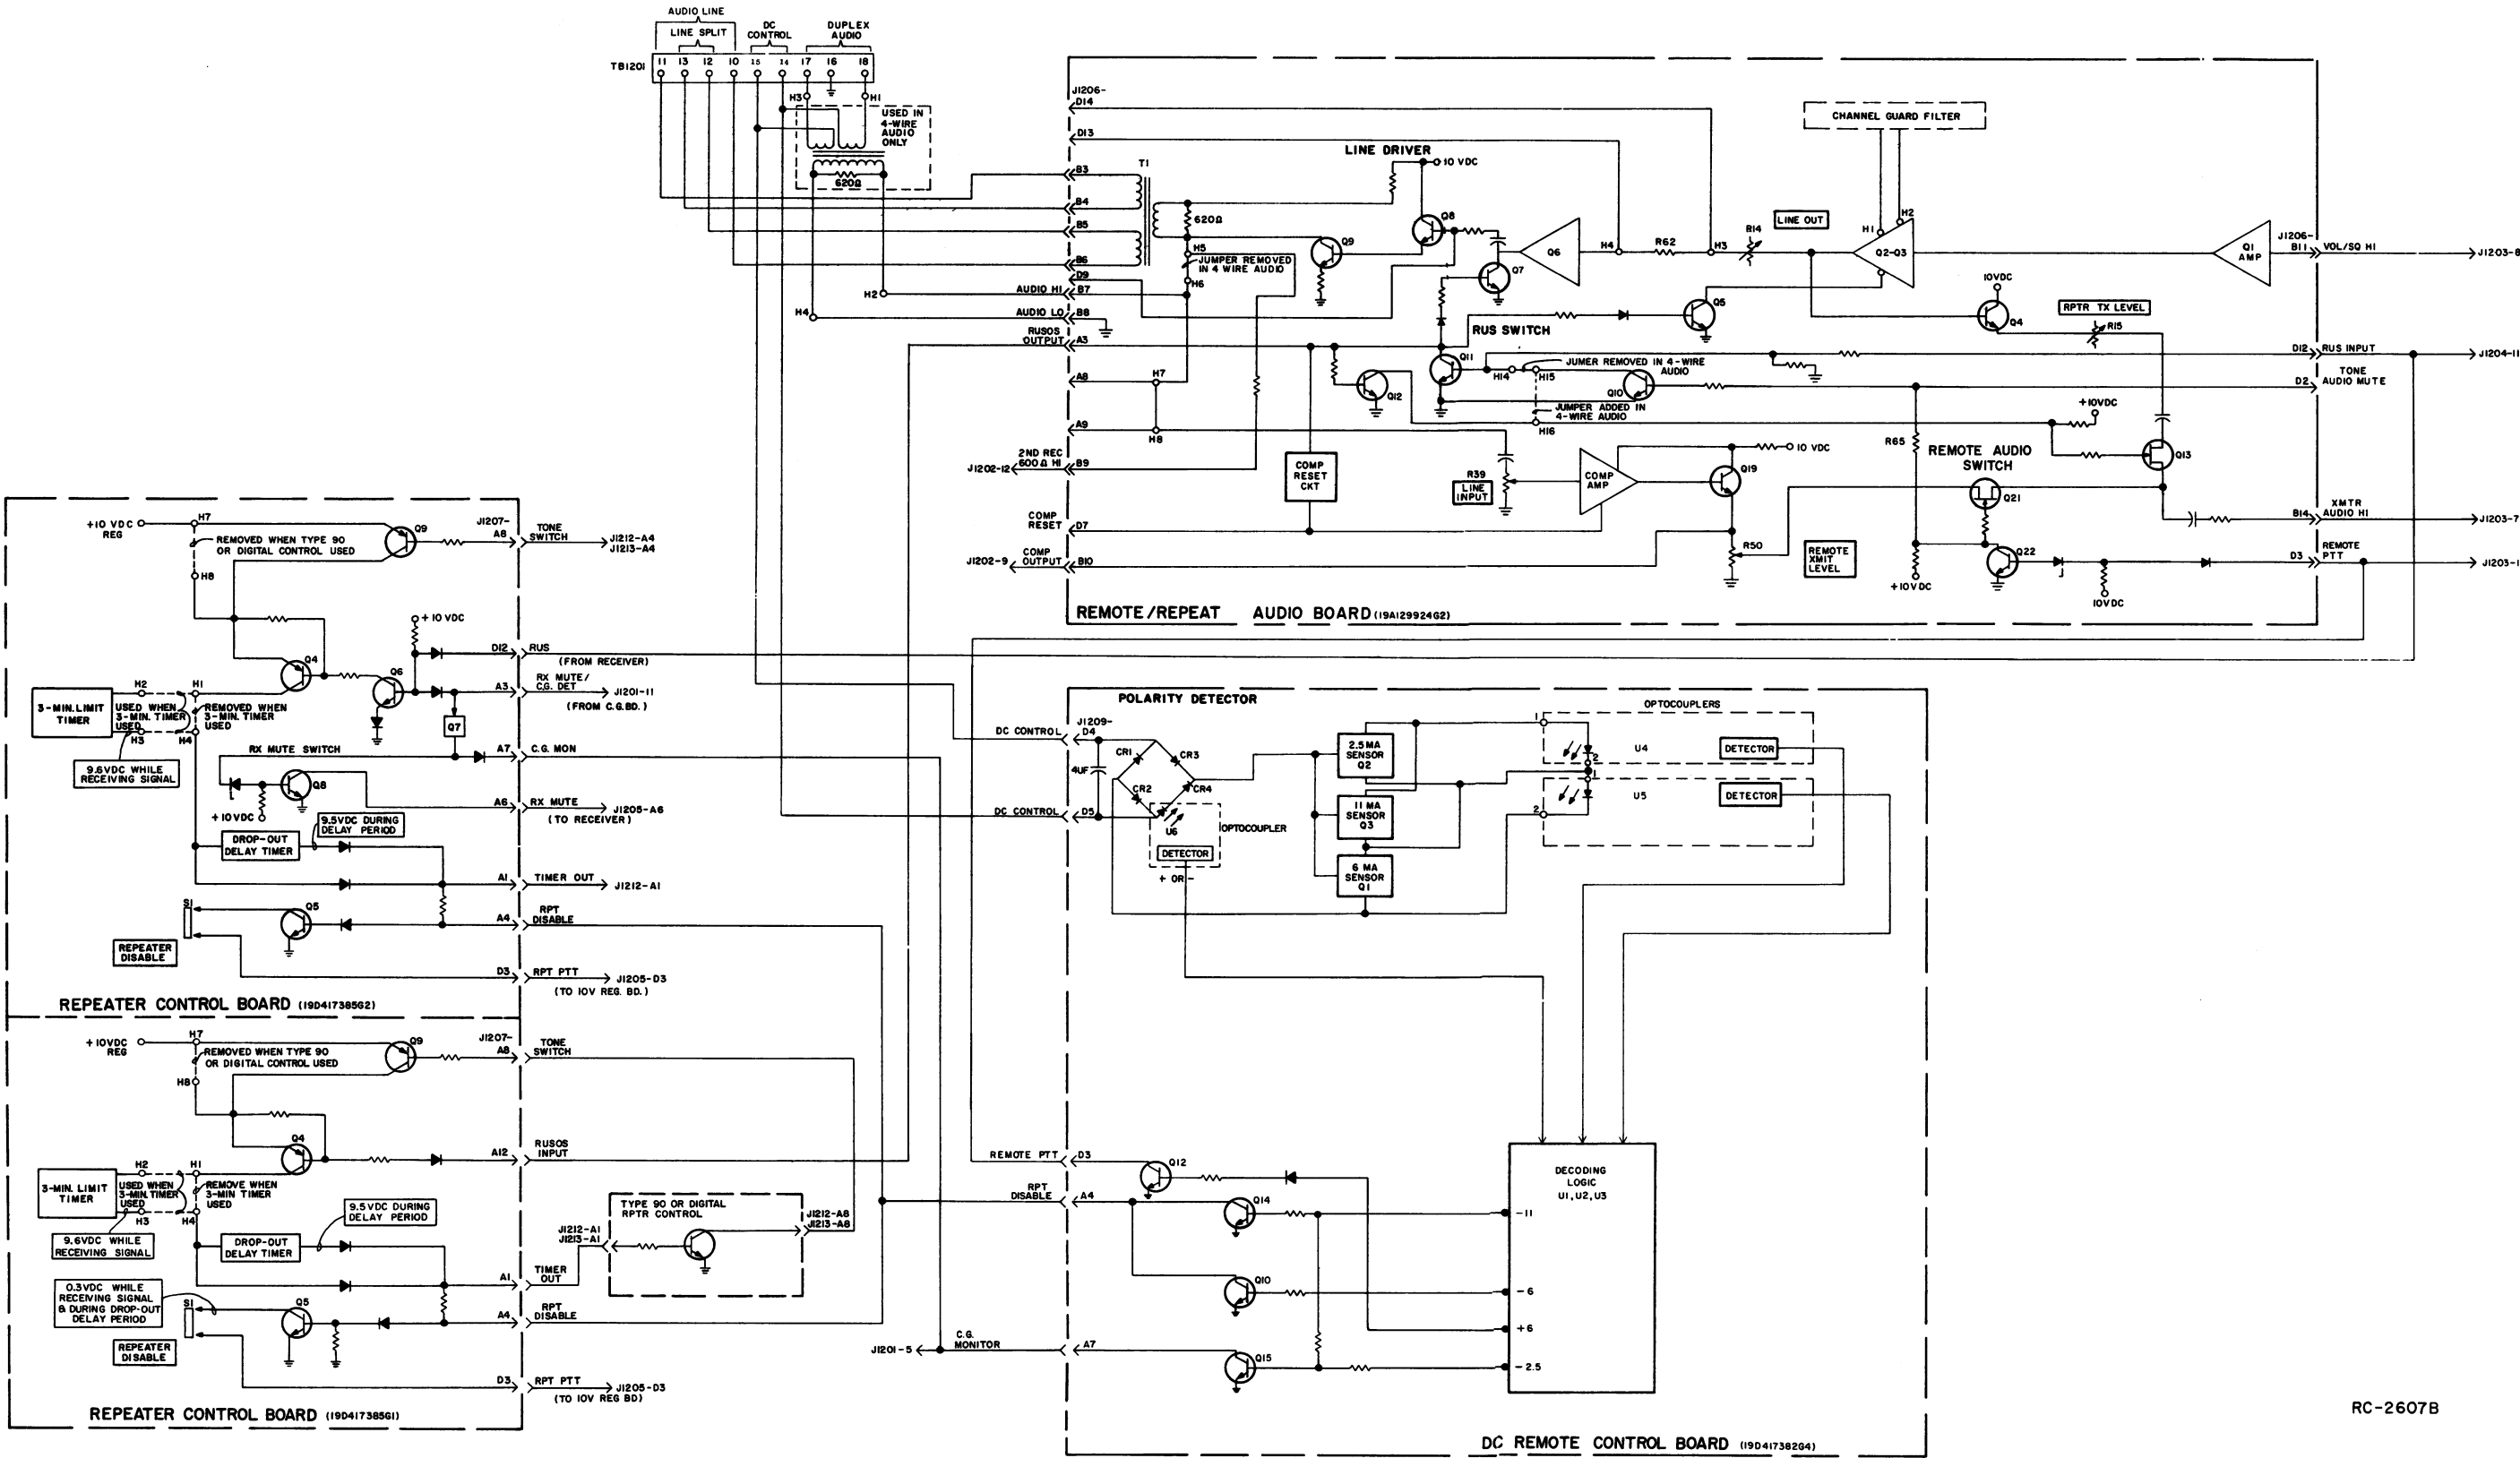 AUDIO LINE
LINE SPLIT
DC
CONTROL
DUPLEX
AUDIO
TB1201
11 13 12 10 15 14 17 16 18
H3
H1
USED IN
4-WIRE
AUDIO
ONLY
620Ω
H2
H4
J1206-
D14
D13
B3
B4
B5
B6
D9
AUDIO HI B7
AUDIO LO B8
RUSOS
OUTPUT A3
A8
A9
2ND REC
600Ω HI B9
J1202-12
COMP
RESET D7
COMP
OUTPUT B10
J1202-9
T1
620Ω
H5
JUMPER REMOVED
IN 4 WIRE AUDIO
H6
H7
H8
LINE DRIVER
10 VDC
Q8
Q9
Q7
Q6
H4
R62
H3
R14
LINE OUT
CHANNEL GUARD FILTER
H1
H2
Q2-Q3
Q1
AMP
J1206-
B11 VOL/SQ HI
J1203-8
10VDC
Q4
RPTR TX LEVEL
R15
Q5
RUS SWITCH
Q11
Q12
H14
H15
JUMER REMOVED IN 4-WIRE
AUDIO
Q10
JUMPER ADDED IN
4-WIRE AUDIO
H16
D12 RUS INPUT
J1204-11
TONE
D2 AUDIO MUTE
+10VDC
R65
REMOTE AUDIO
SWITCH
Q13
Q21
COMP
RESET
CKT
R39
LINE
INPUT
COMP
AMP
10 VDC
Q19
R50
REMOTE
XMIT
LEVEL
+10VDC
Q22
10VDC
XMTR
B14 AUDIO HI
J1203-7
REMOTE
D3 PTT
J1203-1
REMOTE/REPEAT AUDIO BOARD (19A129924G2)
+10 VDC
REG
H7
REMOVED WHEN TYPE 90
OR DIGITAL CONTROL USED
H8
Q9
J1207-
A8
TONE
SWITCH
J1212-A4
J1213-A4
+10 VDC
Q4
Q6
D12 RUS
(FROM RECEIVER)
A3
RX MUTE/
C.G. DET
J1201-11
(FROM C.G.BD.)
3-MIN. LIMIT
TIMER
H2
H1
USED WHEN
3-MIN. TIMER
USED
REMOVED WHEN
3-MIN. TIMER
USED
H3
H4
9.6VDC WHILE
RECEIVING SIGNAL
Q7
RX MUTE SWITCH
A7 C.G. MON
Q8
+10VDC
A6 RX MUTE
J1205-A6
(TO RECEIVER)
9.5VDC DURING
DELAY PERIOD
DROP-OUT
DELAY TIMER
A1 TIMER OUT
J1212-A1
S1
Q5
A4
RPT
DISABLE
REPEATER
DISABLE
D3 RPT PTT
J1205-D3
(TO 10V REG. BD.)
REPEATER CONTROL BOARD (19D417385G2)
+10VDC
REG
H7
REMOVED WHEN TYPE 90
OR DIGITAL CONTROL USED
H8
Q9
J1207-
A8
TONE
SWITCH
Q4
A12
RUSOS
INPUT
3-MIN. LIMIT
TIMER
H2
H1
USED WHEN
3-MIN. TIMER
USED
REMOVE WHEN
3-MIN TIMER
USED
H3
H4
9.6VDC WHILE
RECEIVING SIGNAL
9.5VDC DURING
DELAY PERIOD
DROP-OUT
DELAY TIMER
A1
TIMER
OUT
0.3VDC WHILE
RECEIVING SIGNAL
& DURING DROP-OUT
DELAY PERIOD
S1
Q5
A4
RPT
DISABLE
REPEATER
DISABLE
D3 RPT PTT
J1205-D3
(TO 10V REG BD)
REPEATER CONTROL BOARD (19D417385G1)
TYPE 90 OR DIGITAL
RPTR CONTROL
J1212-A1
J1213-A1
J1212-A8
J1213-A8
POLARITY DETECTOR
J1209-
DC CONTROL D4
4UF
DC CONTROL D5
CR1
CR3
CR2
CR4
U6
OPTOCOUPLER
DETECTOR
+ OR -
2.5 MA
SENSOR
Q2
11 MA
SENSOR
Q3
6 MA
SENSOR
Q1
OPTOCOUPLERS
1
U4
DETECTOR
2
1
U5
DETECTOR
2
REMOTE PTT D3
Q12
RPT
DISABLE A4
Q14
Q10
C.G.
MONITOR A7
J1201-5
Q15
DECODING
LOGIC
U1, U2, U3
-11
-6
+6
-2.5
DC REMOTE CONTROL BOARD (19D417382G4)
RC-2607B